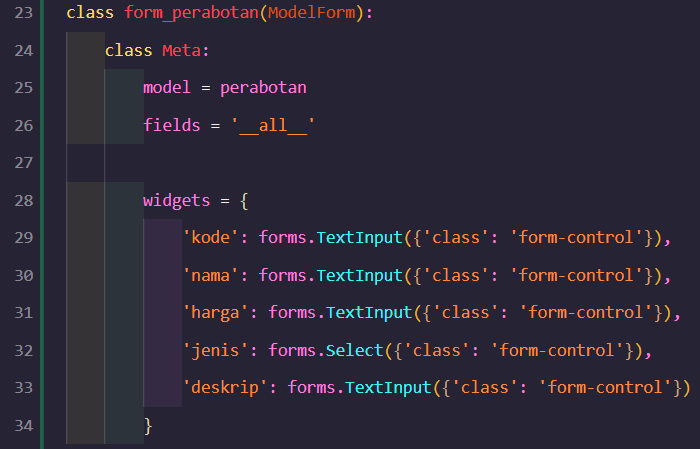 23 class form_perabotan(ModelForm):
24     class Meta:
25         model = perabotan
26         fields = '__all__'
27
28         widgets = {
29             'kode': forms.TextInput({'class': 'form-control'}),
30             'nama': forms.TextInput({'class': 'form-control'}),
31             'harga': forms.TextInput({'class': 'form-control'}),
32             'jenis': forms.Select({'class': 'form-control'}),
33             'deskrip': forms.TextInput({'class': 'form-control'})
34         }